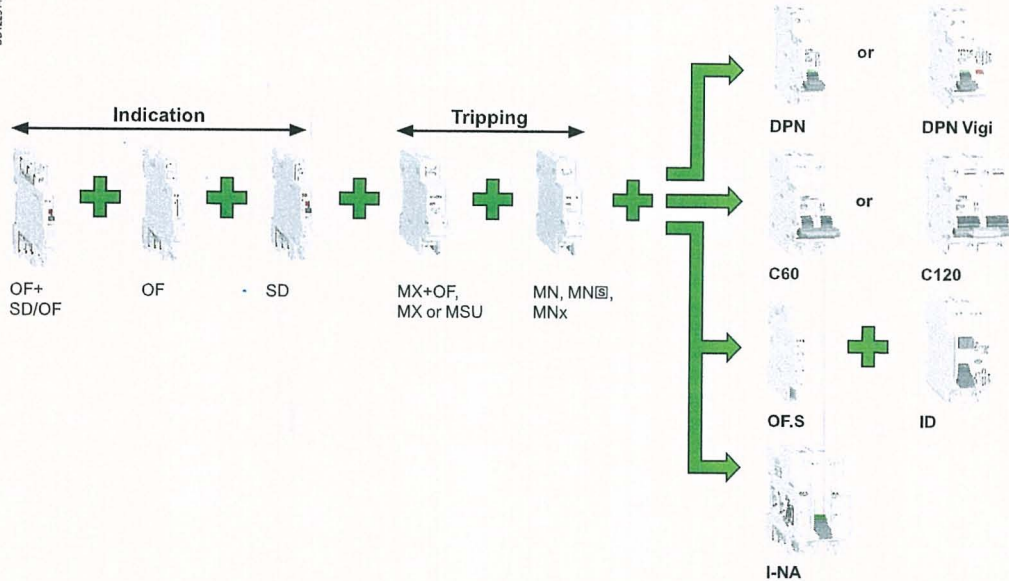 Indication
Tripping
OF+
SD/OF
OF
SD
MX+OF,
MX or MSU
MN, MN🅂,
MNx
DPN
or
DPN Vigi
C60
or
C120
OF.S
ID
I-NA